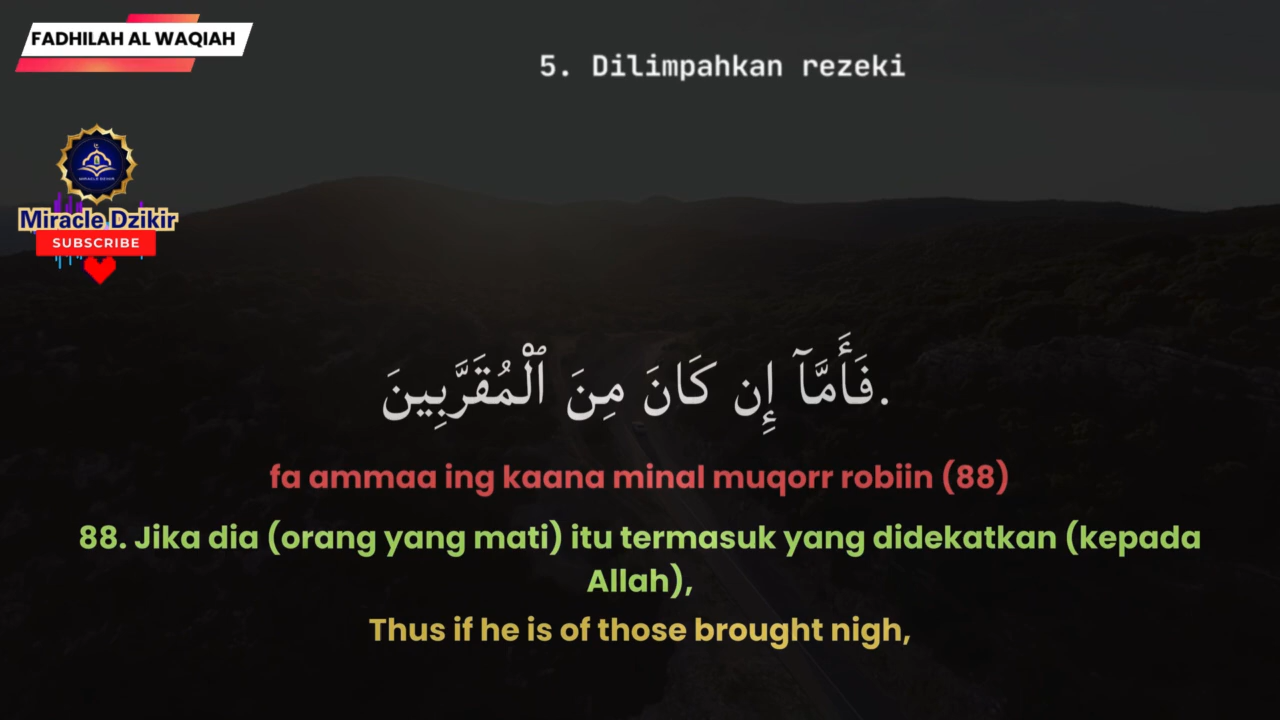 FADHILAH AL WAQIAH
5. Dilimpahkan rezeki
MIRACLE DZIKIR
Miracle Dzikir
SUBSCRIBE
فَأَمَّآ إِن كَانَ مِنَ ٱلْمُقَرَّبِينَ.
fa ammaa ing kaana minal muqorr robiin (88)
88. Jika dia (orang yang mati) itu termasuk yang didekatkan (kepada
Allah),
Thus if he is of those brought nigh,